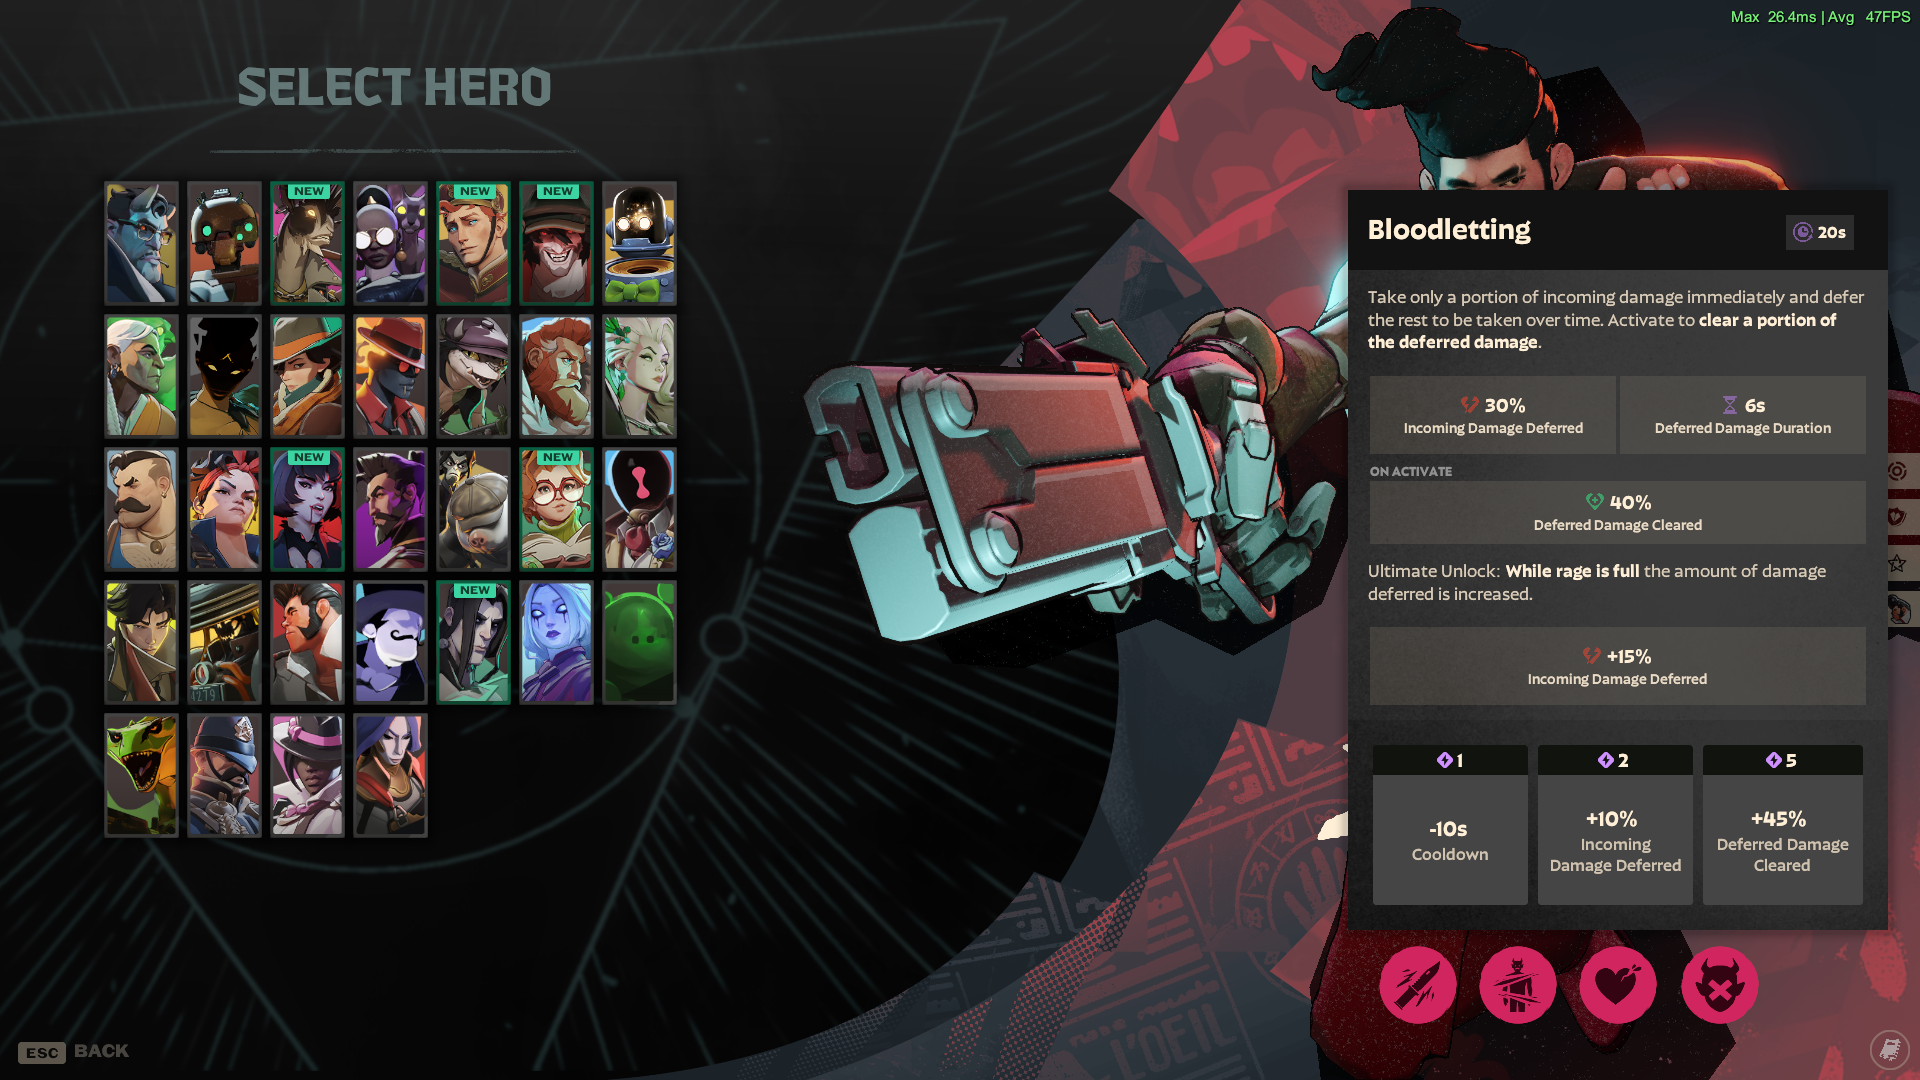 Max 26.4ms | Avg 47FPS
SELECT HERO
NEW
NEW
NEW
NEW
NEW
NEW
4279
ESC BACK
Bloodletting
20s
Take only a portion of incoming damage immediately and defer
the rest to be taken over time. Activate to clear a portion of
the deferred damage.
30%
Incoming Damage Deferred
6s
Deferred Damage Duration
ON ACTIVATE
40%
Deferred Damage Cleared
Ultimate Unlock: While rage is full the amount of damage
deferred is increased.
+15%
Incoming Damage Deferred
1
-10s
Cooldown
2
+10%
Incoming
Damage Deferred
5
+45%
Deferred Damage
Cleared
L'OEIL